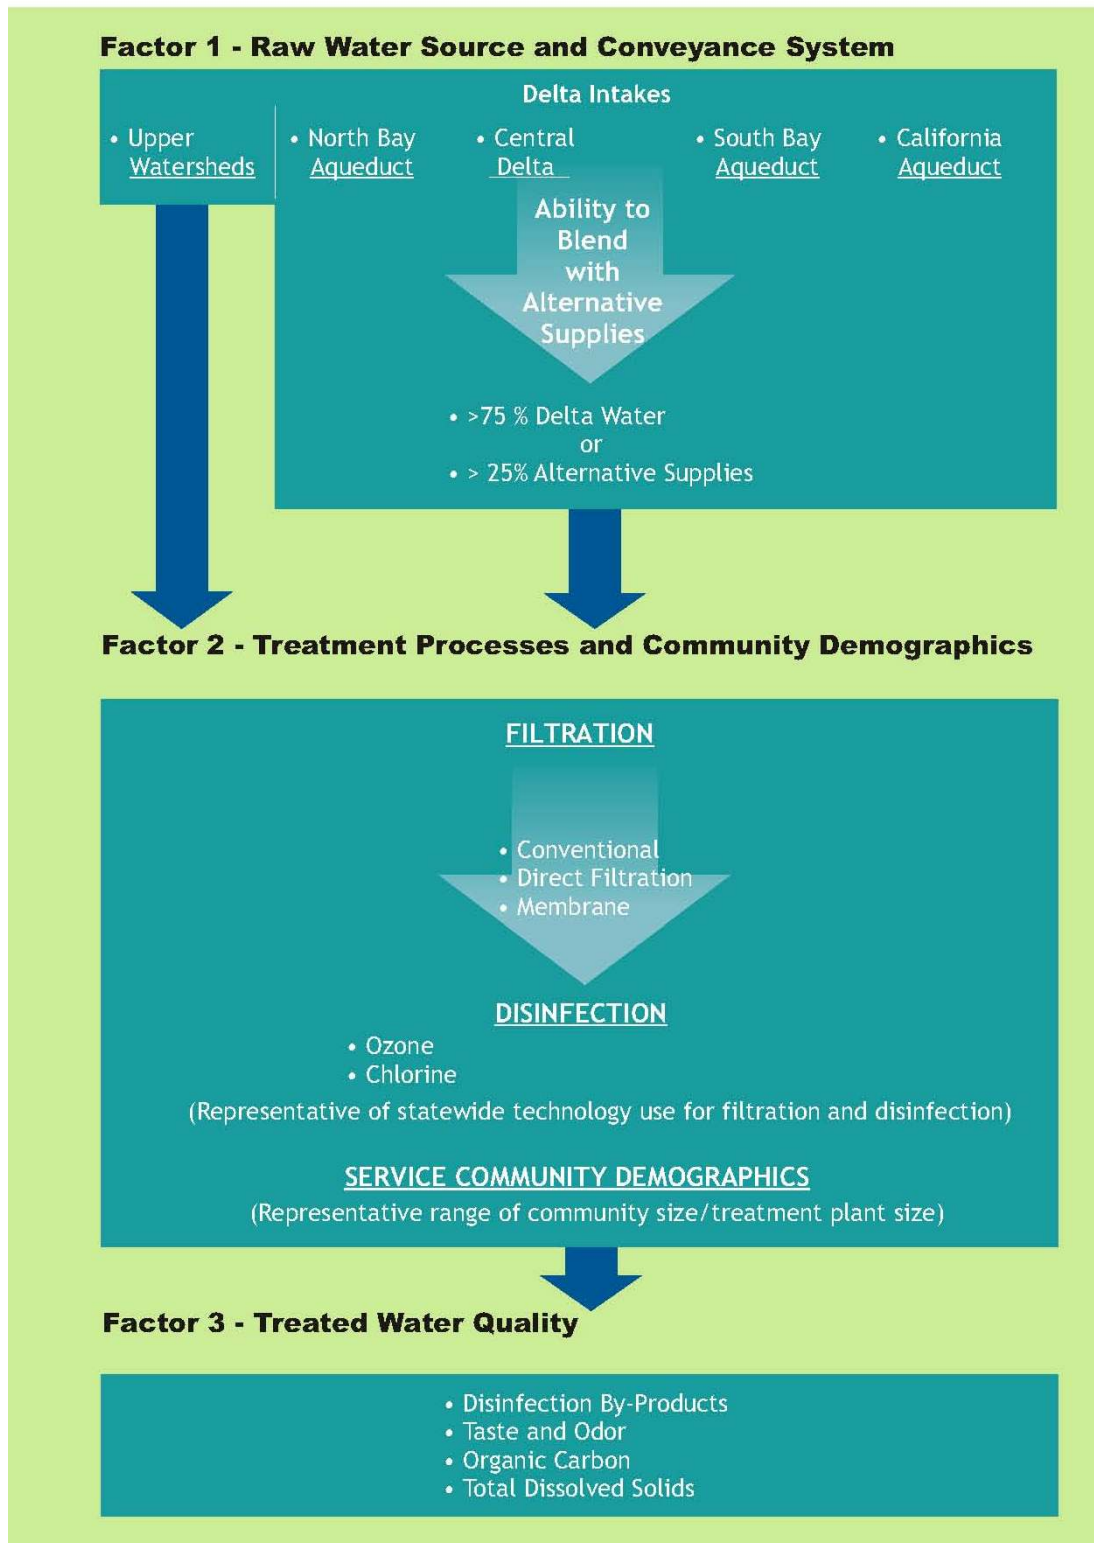 Factor 1 - Raw Water Source and Conveyance System
Delta Intakes
• Upper
Watersheds
• North Bay
Aqueduct
• Central
Delta
• South Bay
Aqueduct
• California
Aqueduct
Ability to
Blend
with
Alternative
Supplies
• >75 % Delta Water
or
• > 25% Alternative Supplies
Factor 2 - Treatment Processes and Community Demographics
FILTRATION
• Conventional
• Direct Filtration
• Membrane
DISINFECTION
• Ozone
• Chlorine
(Representative of statewide technology use for filtration and disinfection)
SERVICE COMMUNITY DEMOGRAPHICS
(Representative range of community size/treatment plant size)
Factor 3 - Treated Water Quality
• Disinfection By-Products
• Taste and Odor
• Organic Carbon
• Total Dissolved Solids